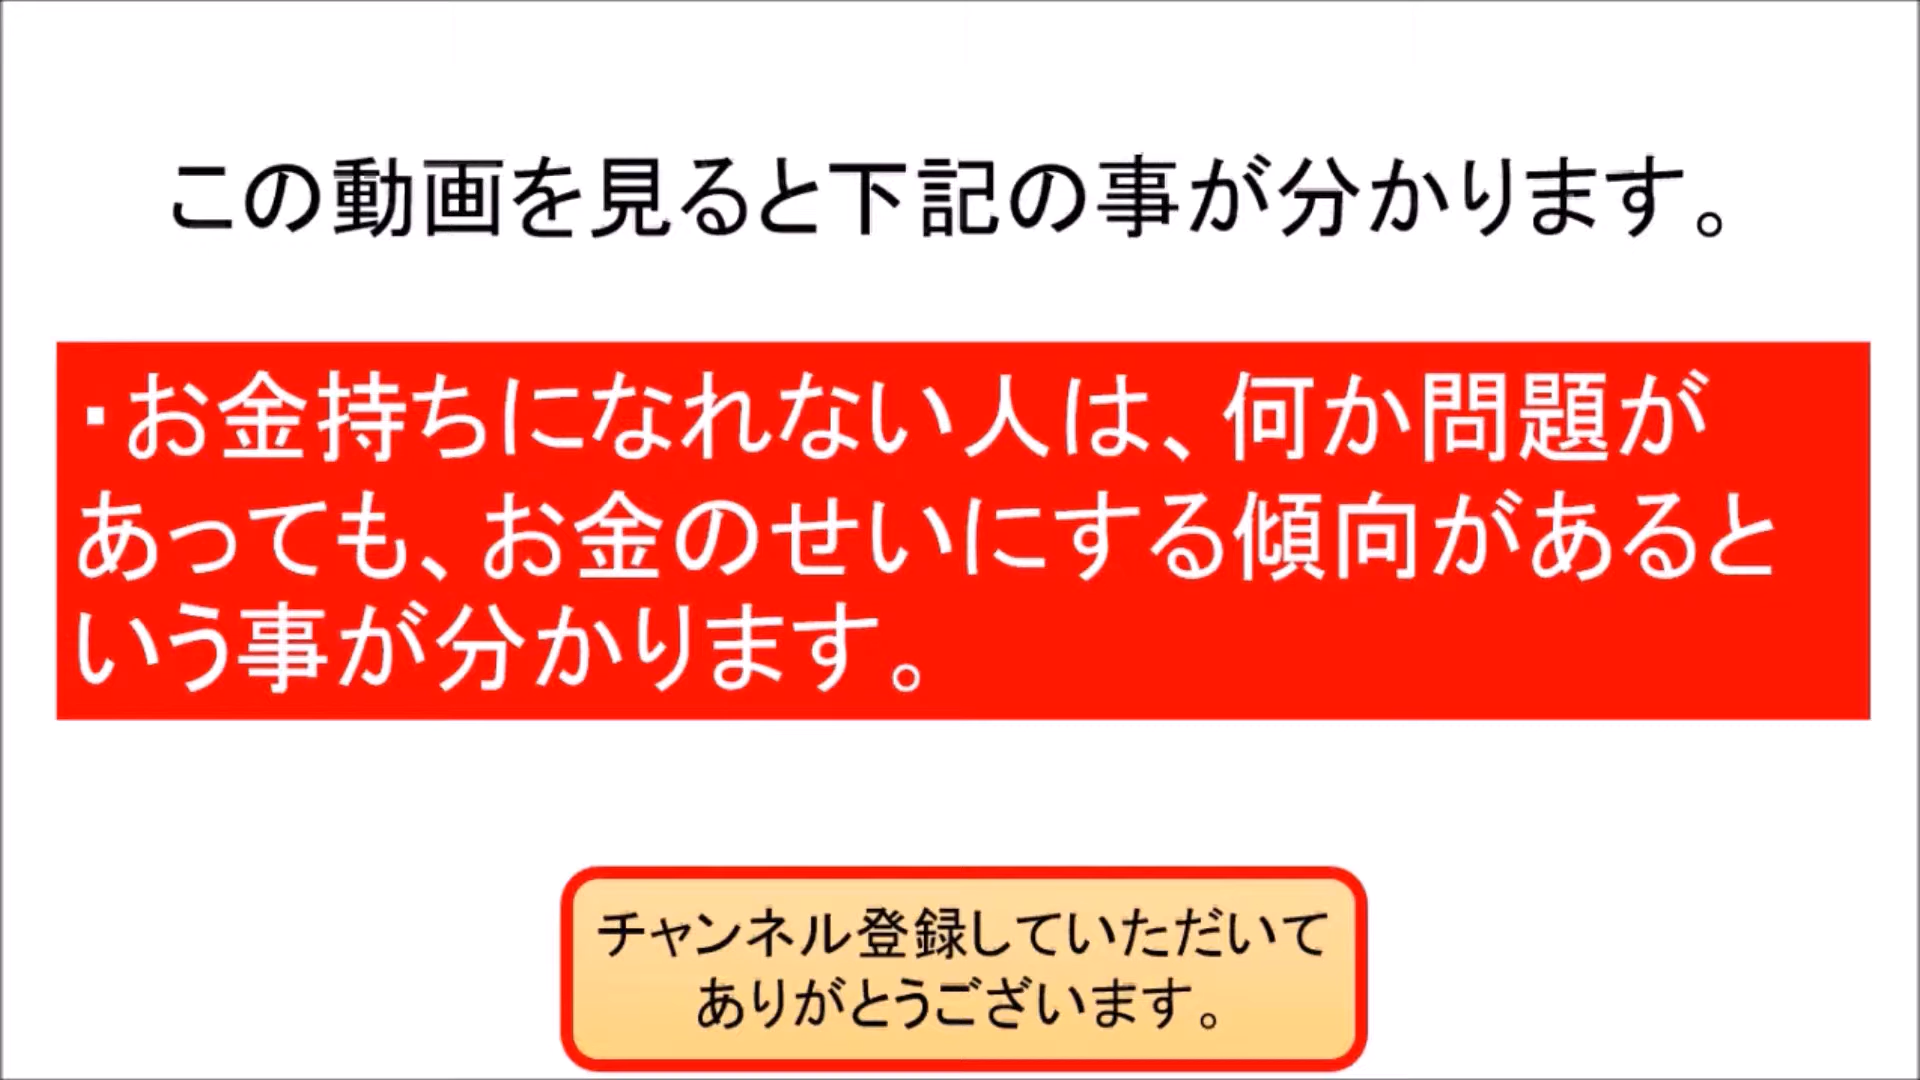 この動画を見ると下記の事が分かります。
・お金持ちになれない人は、何か問題が
あっても、お金のせいにする傾向があると
いう事が分かります。
チャンネル登録していただいて
ありがとうございます。